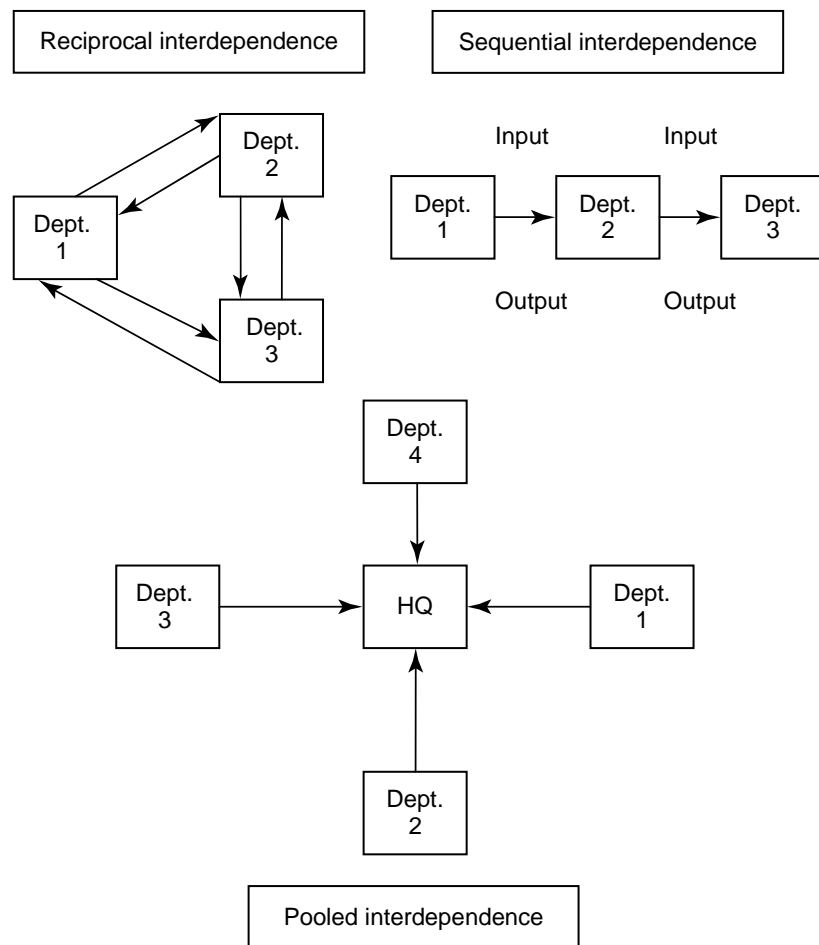 Reciprocal interdependence
Sequential interdependence
Dept.
2
Dept.
1
Dept.
3
Input
Input
Dept.
1
Dept.
2
Dept.
3
Output
Output
Dept.
4
Dept.
3
HQ
Dept.
1
Dept.
2
Pooled interdependence